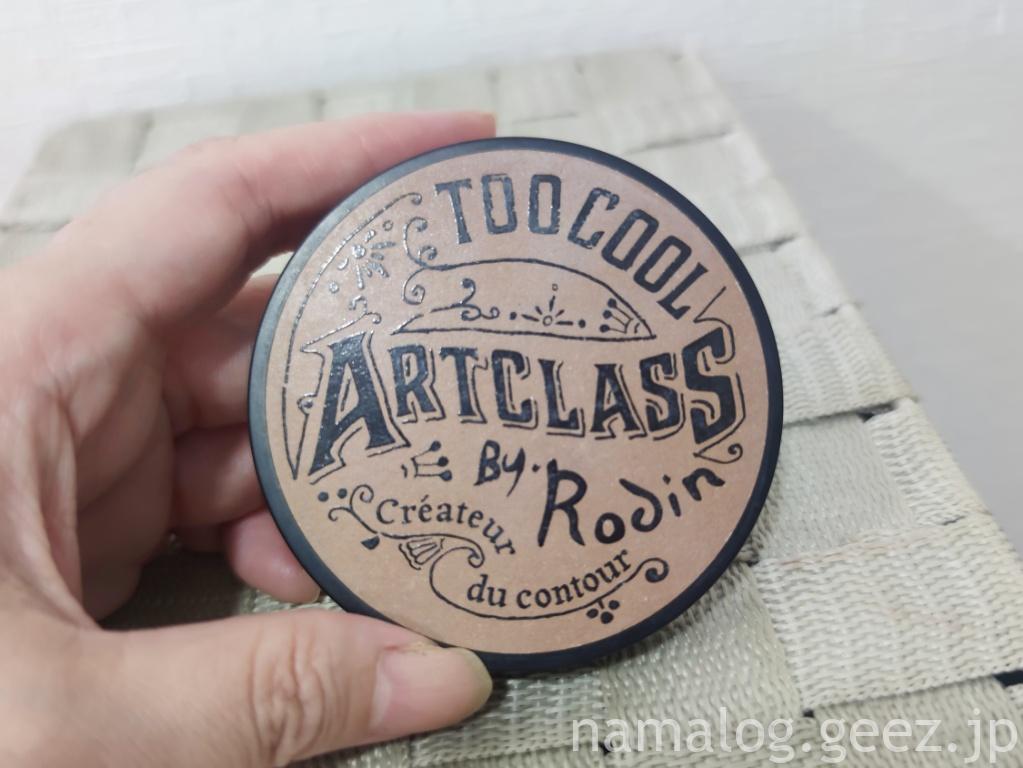 TOO COOL
ARTCLASS
By. Rodin
Créateur
du contour
namalog.geez.jp